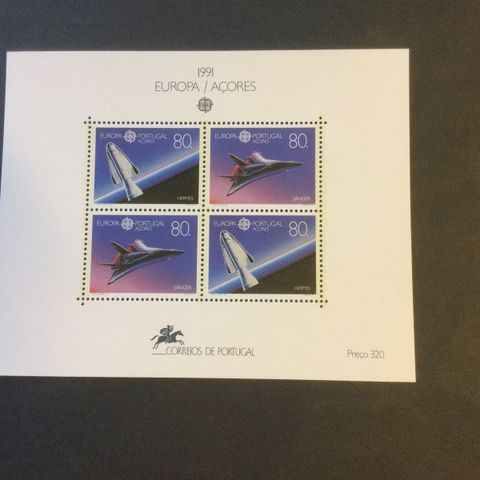 1991
EUROPA / AÇORES
EUROPA PORTUGAL 80.
AÇORES
HERMES
EUROPA PORTUGAL 80.
AÇORES
SÄNGER
EUROPA PORTUGAL 80.
AÇORES
SÄNGER
EUROPA PORTUGAL 80.
AÇORES
HERMES
CORREIOS DE PORTUGAL
Preço 320.